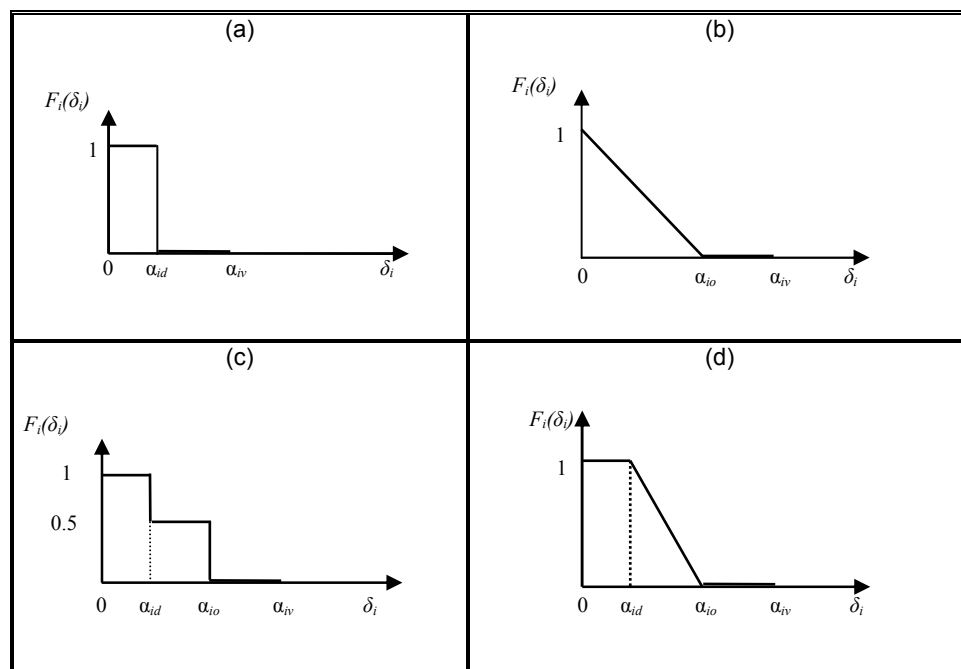 (a)
F_i(δ_i)
1
0 α_id α_iv δ_i
(b)
F_i(δ_i)
1
0 α_io α_iv δ_i
(c)
F_i(δ_i)
1
0.5
0 α_id α_io α_iv δ_i
(d)
F_i(δ_i)
1
0 α_id α_io α_iv δ_i